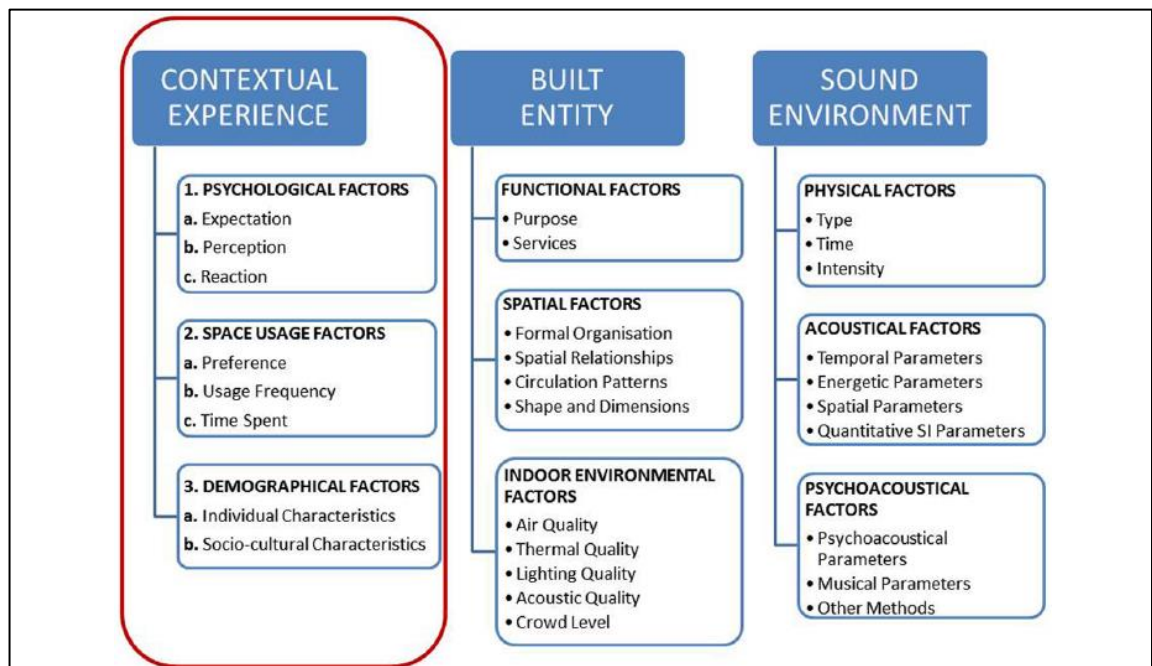 CONTEXTUAL
EXPERIENCE
1. PSYCHOLOGICAL FACTORS
a. Expectation
b. Perception
c. Reaction
2. SPACE USAGE FACTORS
a. Preference
b. Usage Frequency
c. Time Spent
3. DEMOGRAPHICAL FACTORS
a. Individual Characteristics
b. Socio-cultural Characteristics
BUILT
ENTITY
FUNCTIONAL FACTORS
• Purpose
• Services
SPATIAL FACTORS
• Formal Organisation
• Spatial Relationships
• Circulation Patterns
• Shape and Dimensions
INDOOR ENVIRONMENTAL
FACTORS
• Air Quality
• Thermal Quality
• Lighting Quality
• Acoustic Quality
• Crowd Level
SOUND
ENVIRONMENT
PHYSICAL FACTORS
• Type
• Time
• Intensity
ACOUSTICAL FACTORS
• Temporal Parameters
• Energetic Parameters
• Spatial Parameters
• Quantitative SI Parameters
PSYCHOACOUSTICAL
FACTORS
• Psychoacoustical
Parameters
• Musical Parameters
• Other Methods